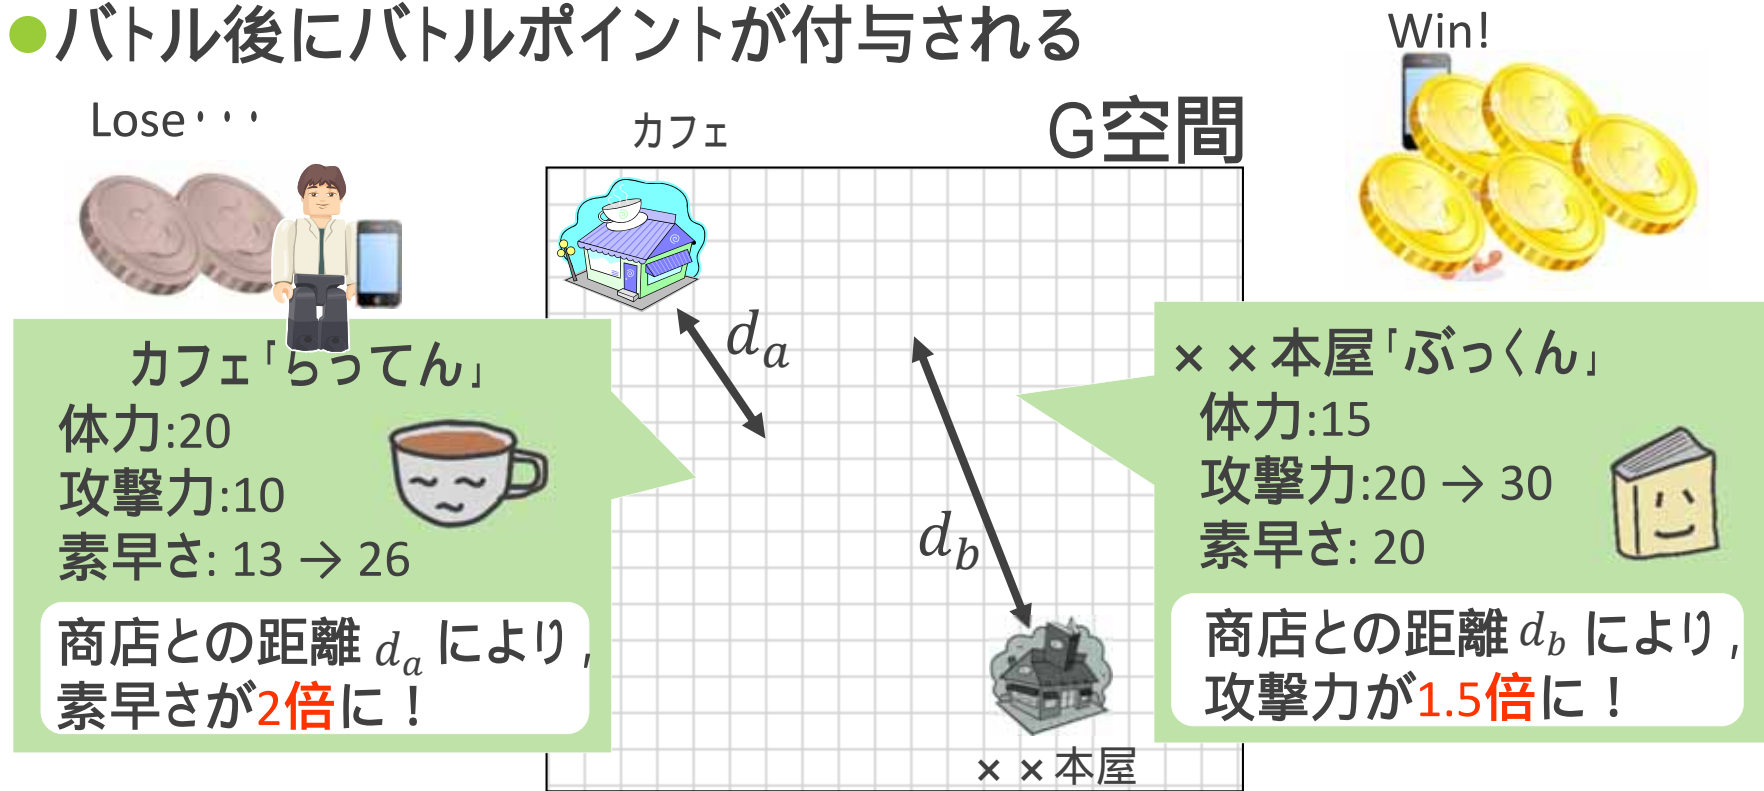 ●バトル後にバトルポイントが付与される
Win!
Lose・・・
カフェ
G空間
d_a
d_b
カフェ「らってん」
体力:20
攻撃力:10
素早さ: 13 → 26
商店との距離 d_a により,
素早さが2倍に！
××本屋「ぶっくん」
体力:15
攻撃力:20 → 30
素早さ: 20
商店との距離 d_b により,
攻撃力が1.5倍に！
××本屋